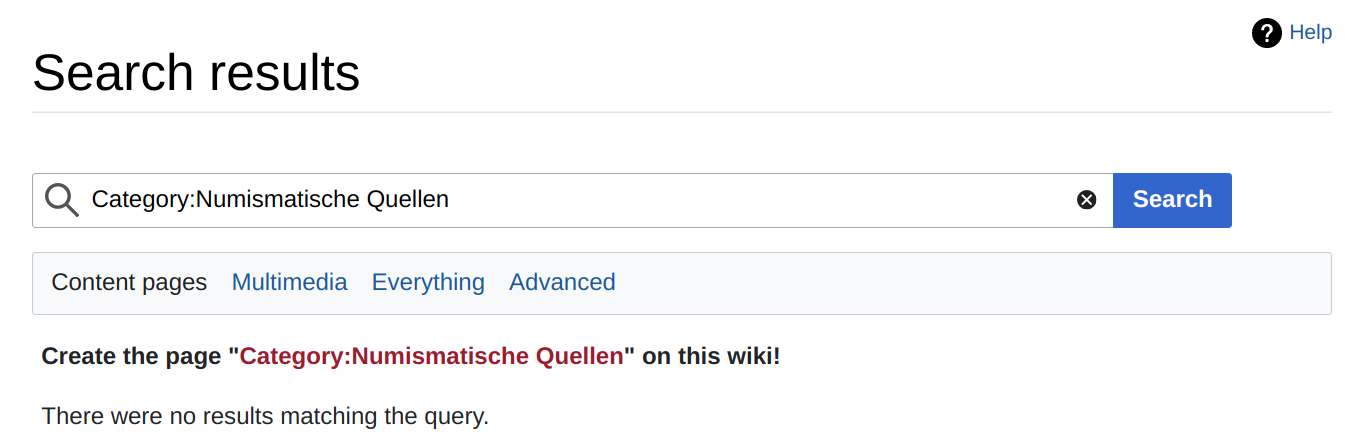 Help
Search results
Category:Numismatische Quellen
Search
Content pages Multimedia Everything Advanced
Create the page "Category:Numismatische Quellen" on this wiki!
There were no results matching the query.